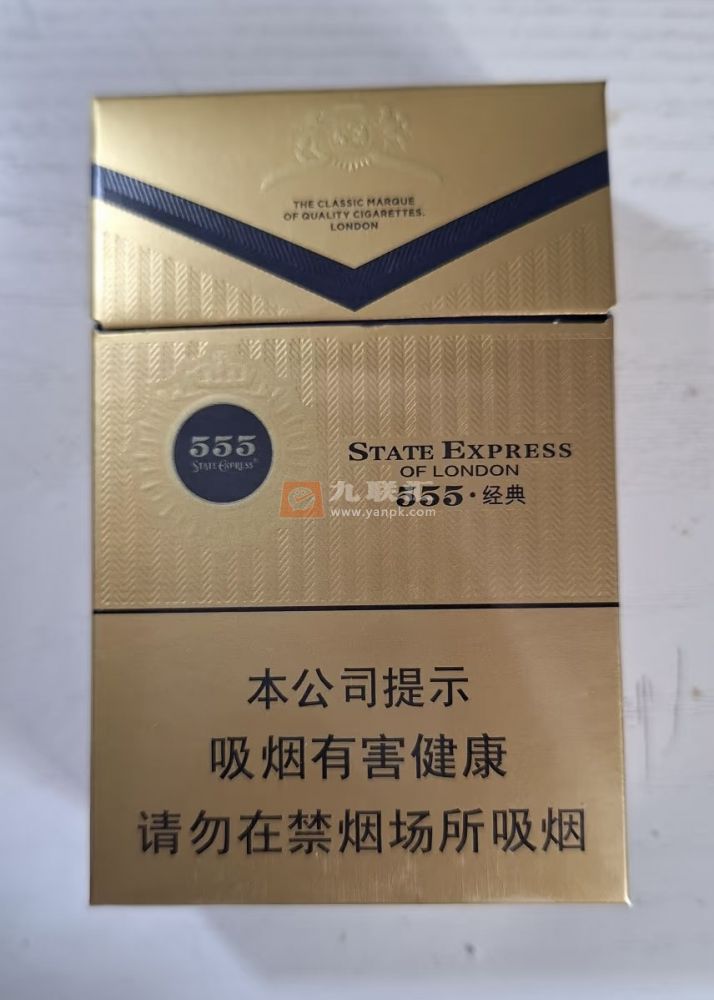 THE CLASSIC MARQUE
OF QUALITY CIGARETTES.
LONDON
555
STATE EXPRESS®
STATE EXPRESS
OF LONDON
555·经典
九联汇
www.yanpk.com
本公司提示
吸烟有害健康
请勿在禁烟场所吸烟